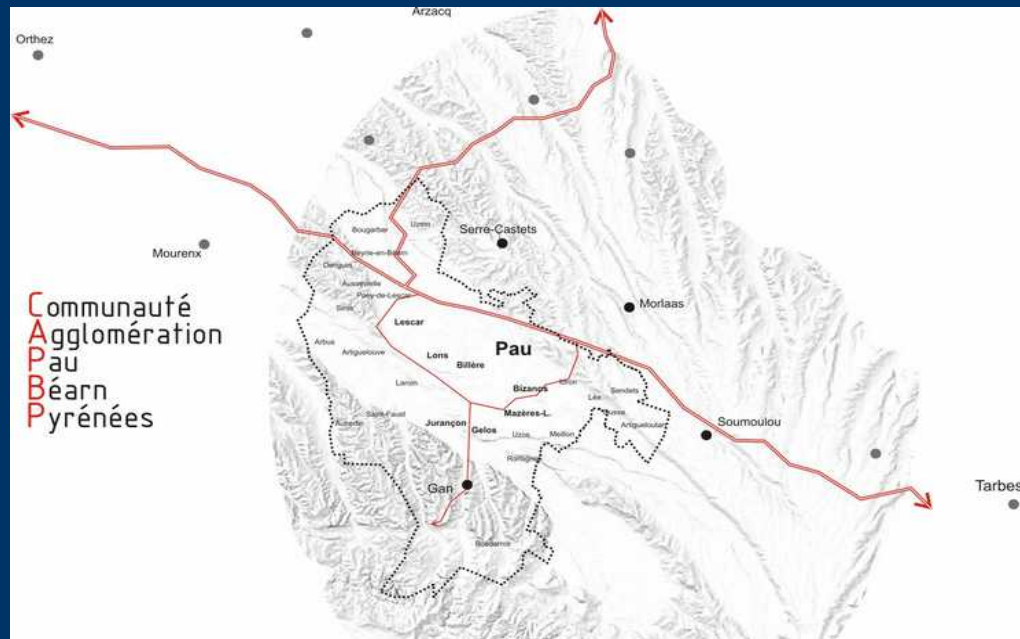 Arzacq
Orthez
Bougarber
Uzein
Serre-Castets
Mourenx
Beyrie-en-Béarn
Denguin
Aussevielle
Poey-de-Lescar
Siros
Morlaas
Communauté
Agglomération
Pau
Béarn
Pyrénées
Lescar
Arbus
Artiguelouve
Lons
Billère
Pau
Laroin
Bizanos
Idron
Lée
Sendets
Ousse
Artigueloutan
Saint-Faust
Aubertin
Jurançon
Gelos
Mazères-L.
Uzos
Meillon
Rontignon
Soumoulou
Gan
Tarbes
Bosdarros